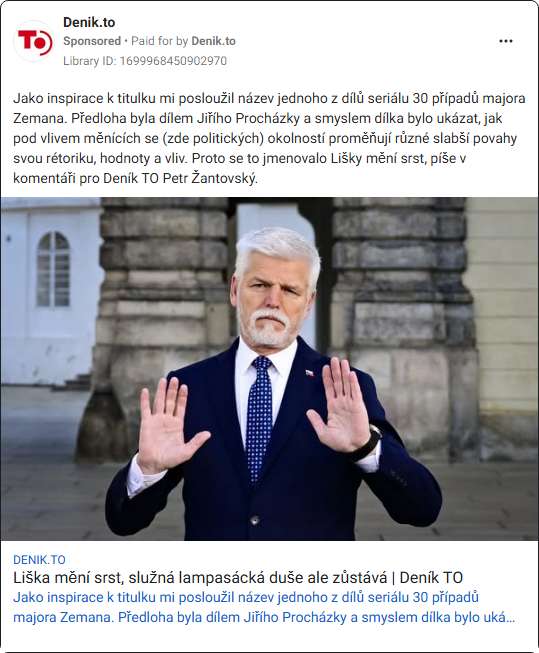 Denik.to
Sponsored • Paid for by Denik.to
Library ID: 1699968450902970
TO
Jako inspirace k titulku mi posloužil název jednoho z dílů seriálu 30 případů majora
Zemana. Předloha byla dílem Jiřího Procházky a smyslem dílka bylo ukázat, jak
pod vlivem měnících se (zde politických) okolností proměňují různé slabší povahy
svou rétoriku, hodnoty a vliv. Proto se to jmenovalo Lišky mění srst, píše v
komentáři pro Deník TO Petr Žantovský.
DENIK.TO
Liška mění srst, služná lampasácká duše ale zůstává | Deník TO
Jako inspirace k titulku mi posloužil název jednoho z dílů seriálu 30 případů
majora Zemana. Předloha byla dílem Jiřího Procházky a smyslem dílka bylo uká…